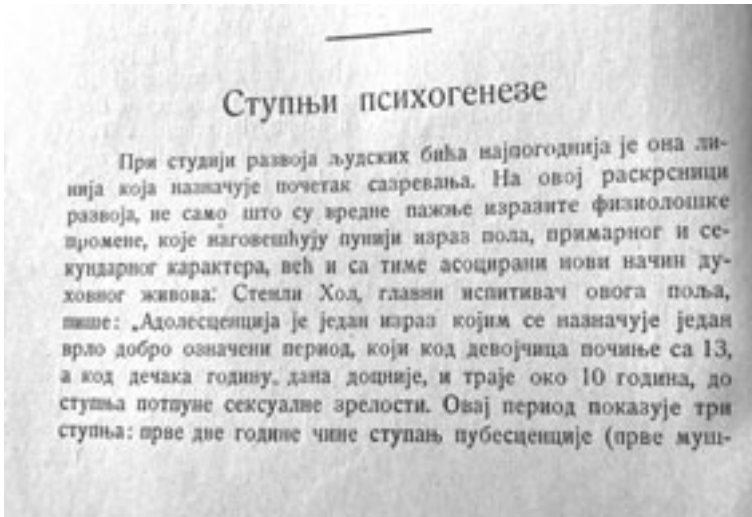 Ступњи психогенезе
При студији развоја људских бића најпогоднија је она ли-
нија која назначује почетак сазревања. На овој раскрсници
развоја, не само што су вредне пажње изразите физиолошке
промене, које наговешћују пунији израз пола, примарног и се-
кундарног карактера, већ и са тиме асоцирани нови начин ду-
ховног живова: Стенли Хол, главни испитивач овога поља,
пише: „Адолесценција је један израз којим се назначује један
врло добро означени период, који код девојчица почиње са 13,
а код дечака годину дана доцније, и траје око 10 година, до
ступња потпуне сексуалне зрелости. Овај период показује три
ступња: прве две године чине ступањ пубесценције (прве муш-